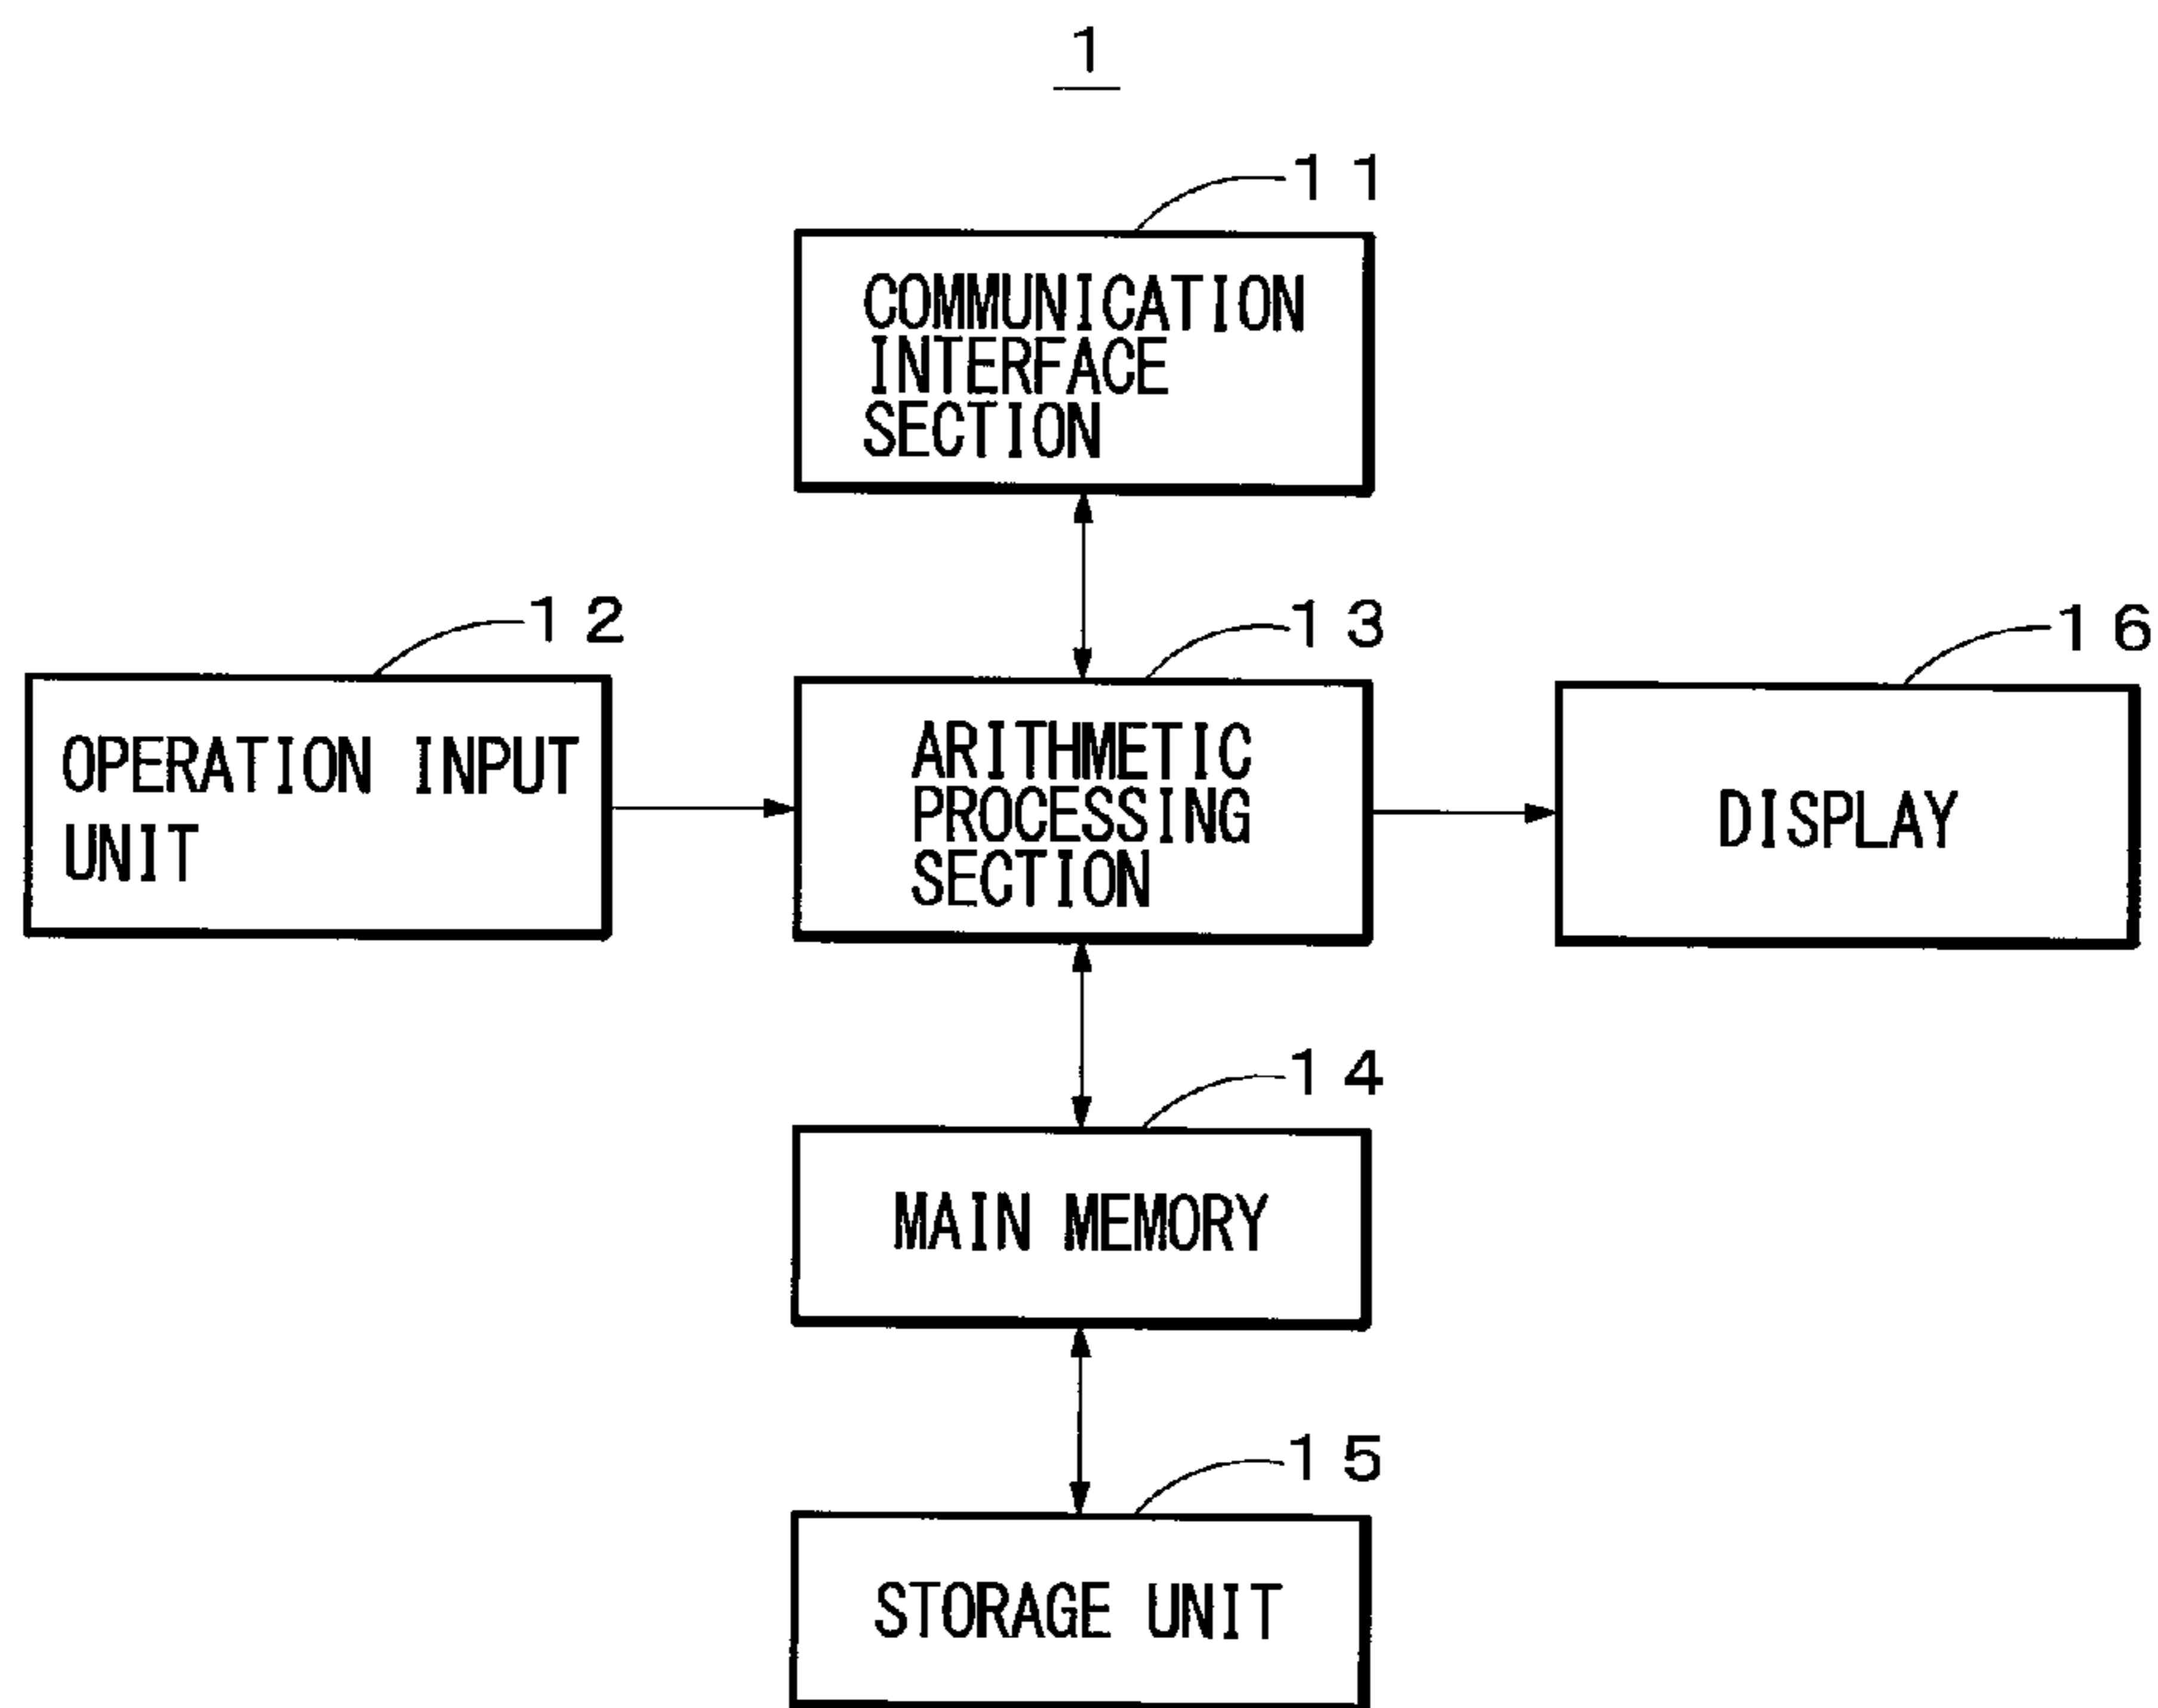 1
11
COMMUNICATION
INTERFACE
SECTION
12
OPERATION INPUT
UNIT
13
ARITHMETIC
PROCESSING
SECTION
16
DISPLAY
14
MAIN MEMORY
15
STORAGE UNIT